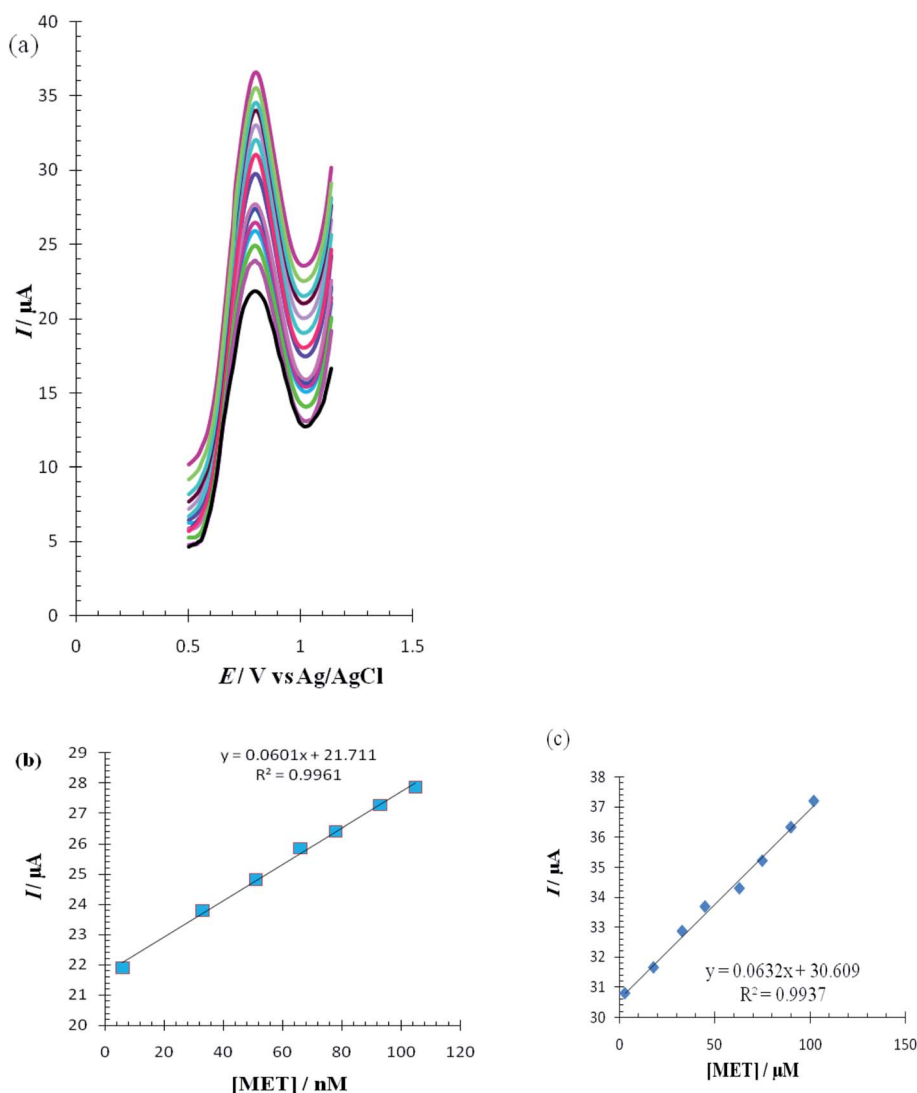 (a)
40
35
30
25
20
15
10
5
0
I / µA
0 0.5 1 1.5
E / V vs Ag/AgCl
(b)
y = 0.0601x + 21.711
R² = 0.9961
29
28
27
26
25
24
23
22
21
20
I / µA
0 20 40 60 80 100 120
[MET] / nM
(c)
38
37
36
35
34
33
32
31
30
I / µA
y = 0.0632x + 30.609
R² = 0.9937
0 50 100 150
[MET] / µM